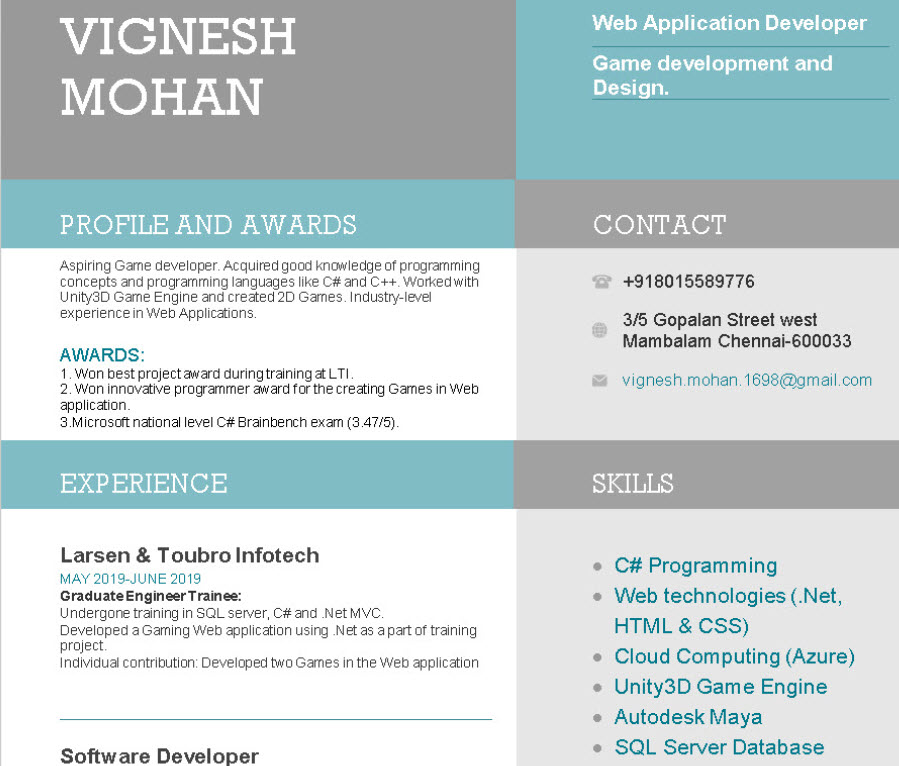 VIGNESH
MOHAN
Web Application Developer
Game development and
Design.
PROFILE AND AWARDS
Aspiring Game developer. Acquired good knowledge of programming
concepts and programming languages like C# and C++. Worked with
Unity3D Game Engine and created 2D Games. Industry-level
experience in Web Applications.
AWARDS:
1. Won best project award during training at LTI.
2. Won innovative programmer award for the creating Games in Web
application.
3.Microsoft national level C# Brainbench exam (3.47/5).
CONTACT
+918015589776
3/5 Gopalan Street west
Mambalam Chennai-600033
vignesh.mohan.1698@gmail.com
EXPERIENCE
Larsen & Toubro Infotech
MAY 2019-JUNE 2019
Graduate Engineer Trainee:
Undergone training in SQL server, C# and .Net MVC.
Developed a Gaming Web application using .Net as a part of training
project.
Individual contribution: Developed two Games in the Web application
Software Developer
SKILLS
C# Programming
Web technologies (.Net,
HTML & CSS)
Cloud Computing (Azure)
Unity3D Game Engine
Autodesk Maya
SQL Server Database